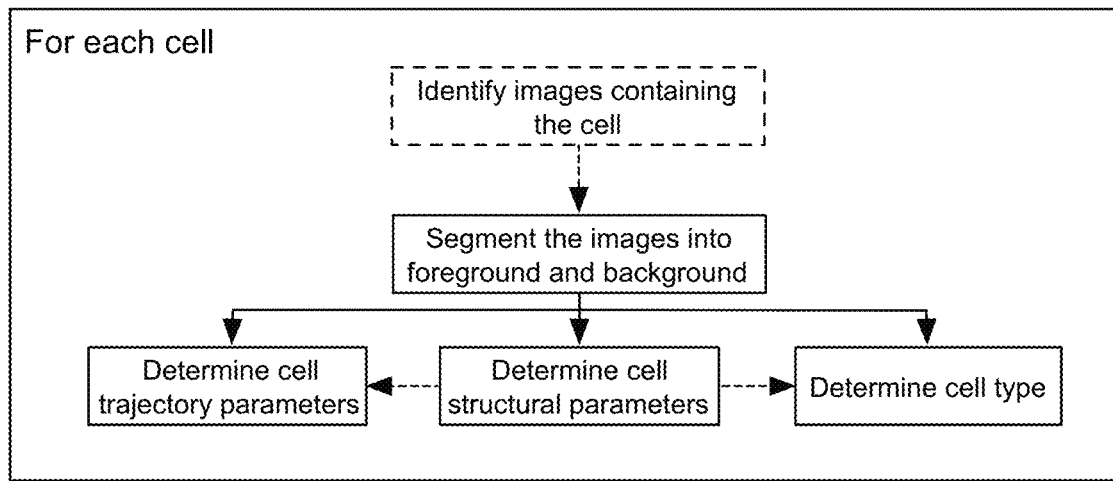 For each cell
Identify images containing
the cell
Segment the images into
foreground and background
Determine cell
trajectory parameters
Determine cell
structural parameters
Determine cell type